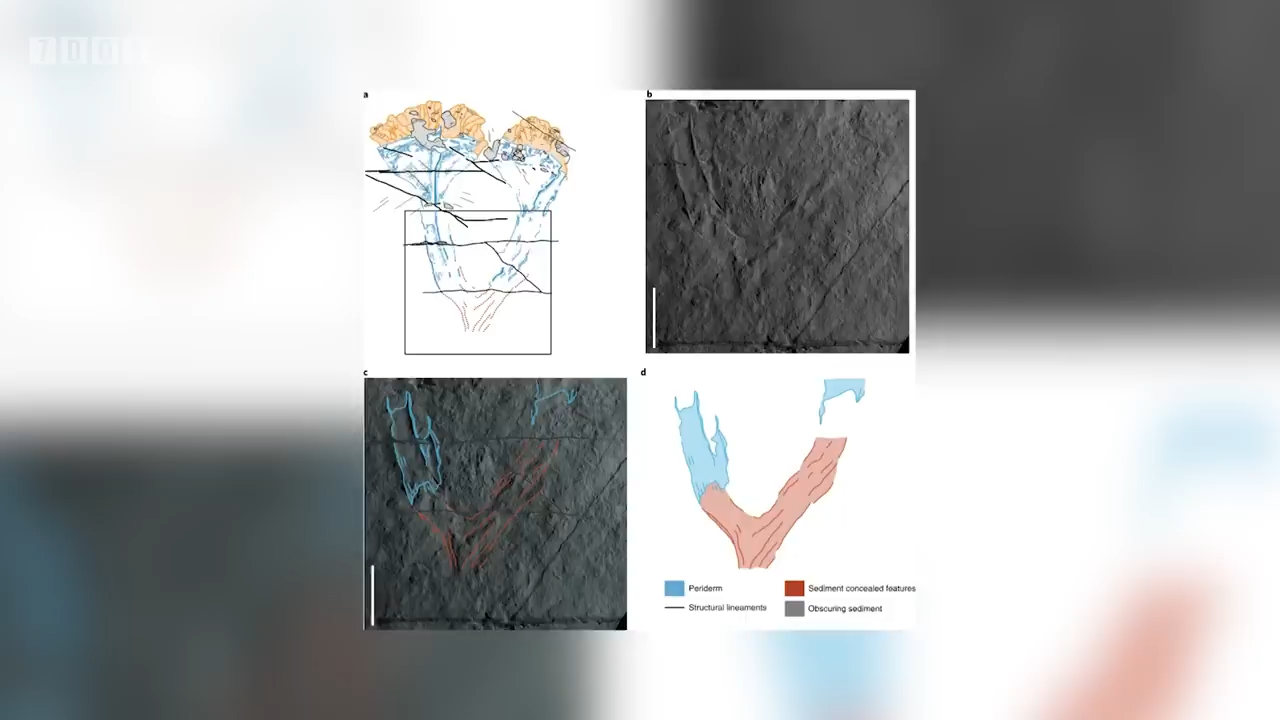 a
b
c
d
Periderm
Sediment concealed features
Structural lineaments
Obscuring sediment